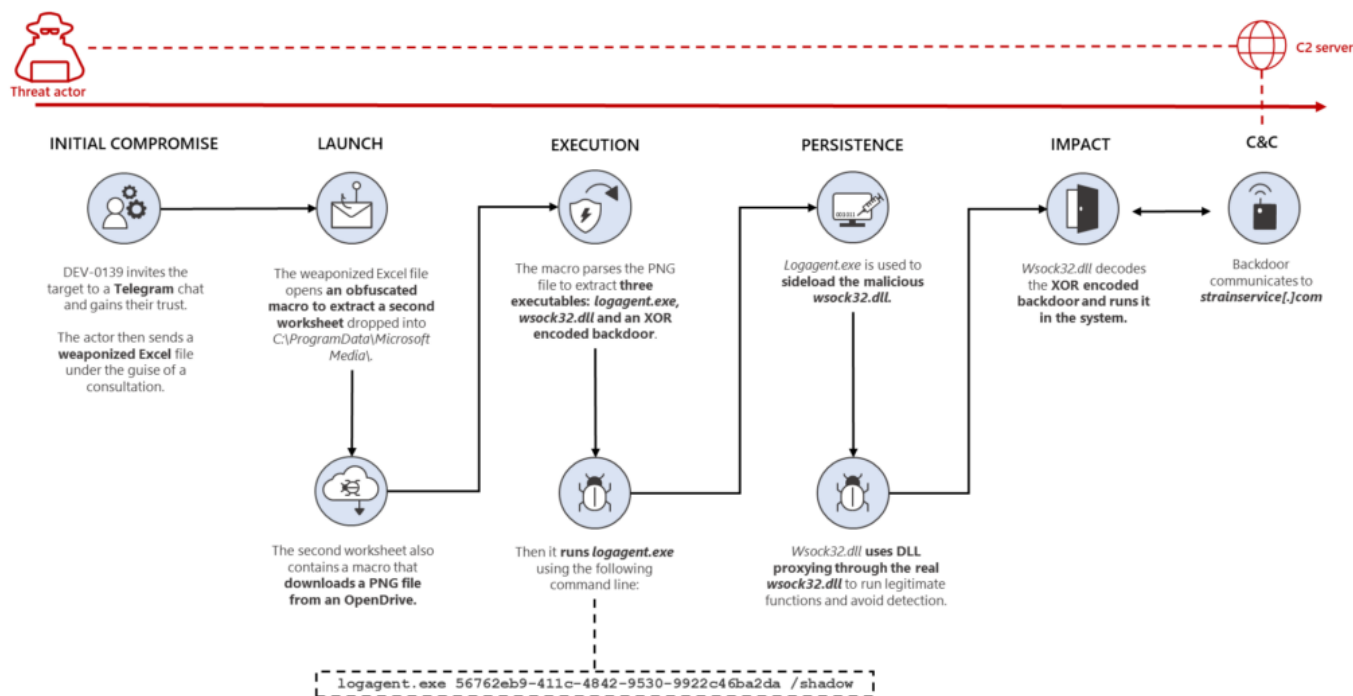 Threat actor
C2 server
INITIAL COMPROMISE
LAUNCH
EXECUTION
PERSISTENCE
IMPACT
C&C
DEV-0139 invites the
target to a Telegram chat
and gains their trust.
The actor then sends a
weaponized Excel file
under the guise of a
consultation.
The weaponized Excel file
opens an obfuscated
macro to extract a second
worksheet dropped into
C:\ProgramData\Microsoft
Media\.
The second worksheet also
contains a macro that
downloads a PNG file
from an OpenDrive.
The macro parses the PNG
file to extract three
executables: logagent.exe,
wsock32.dll and an XOR
encoded backdoor.
Then it runs logagent.exe
using the following
command line:
logagent.exe 56762eb9-411c-4842-9530-9922c46ba2da /shadow
001011
Logagent.exe is used to
sideload the malicious
wsock32.dll.
Wsock32.dll uses DLL
proxying through the real
wsock32.dll to run legitimate
functions and avoid detection.
Wsock32.dll decodes
the XOR encoded
backdoor and runs it
in the system.
Backdoor
communicates to
strainservice[.]com